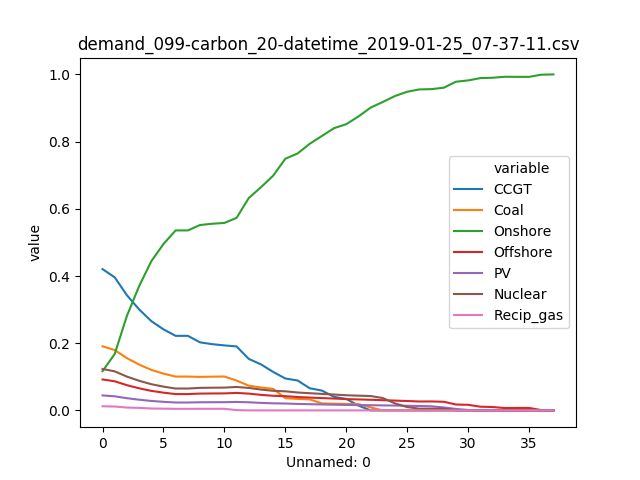 demand_099-carbon_20-datetime_2019-01-25_07-37-11.csv
1.0
0.8
0.6
0.4
0.2
0.0
value
variable
CCGT
Coal
Onshore
Offshore
PV
Nuclear
Recip_gas
0 5 10 15 20 25 30 35
Unnamed: 0